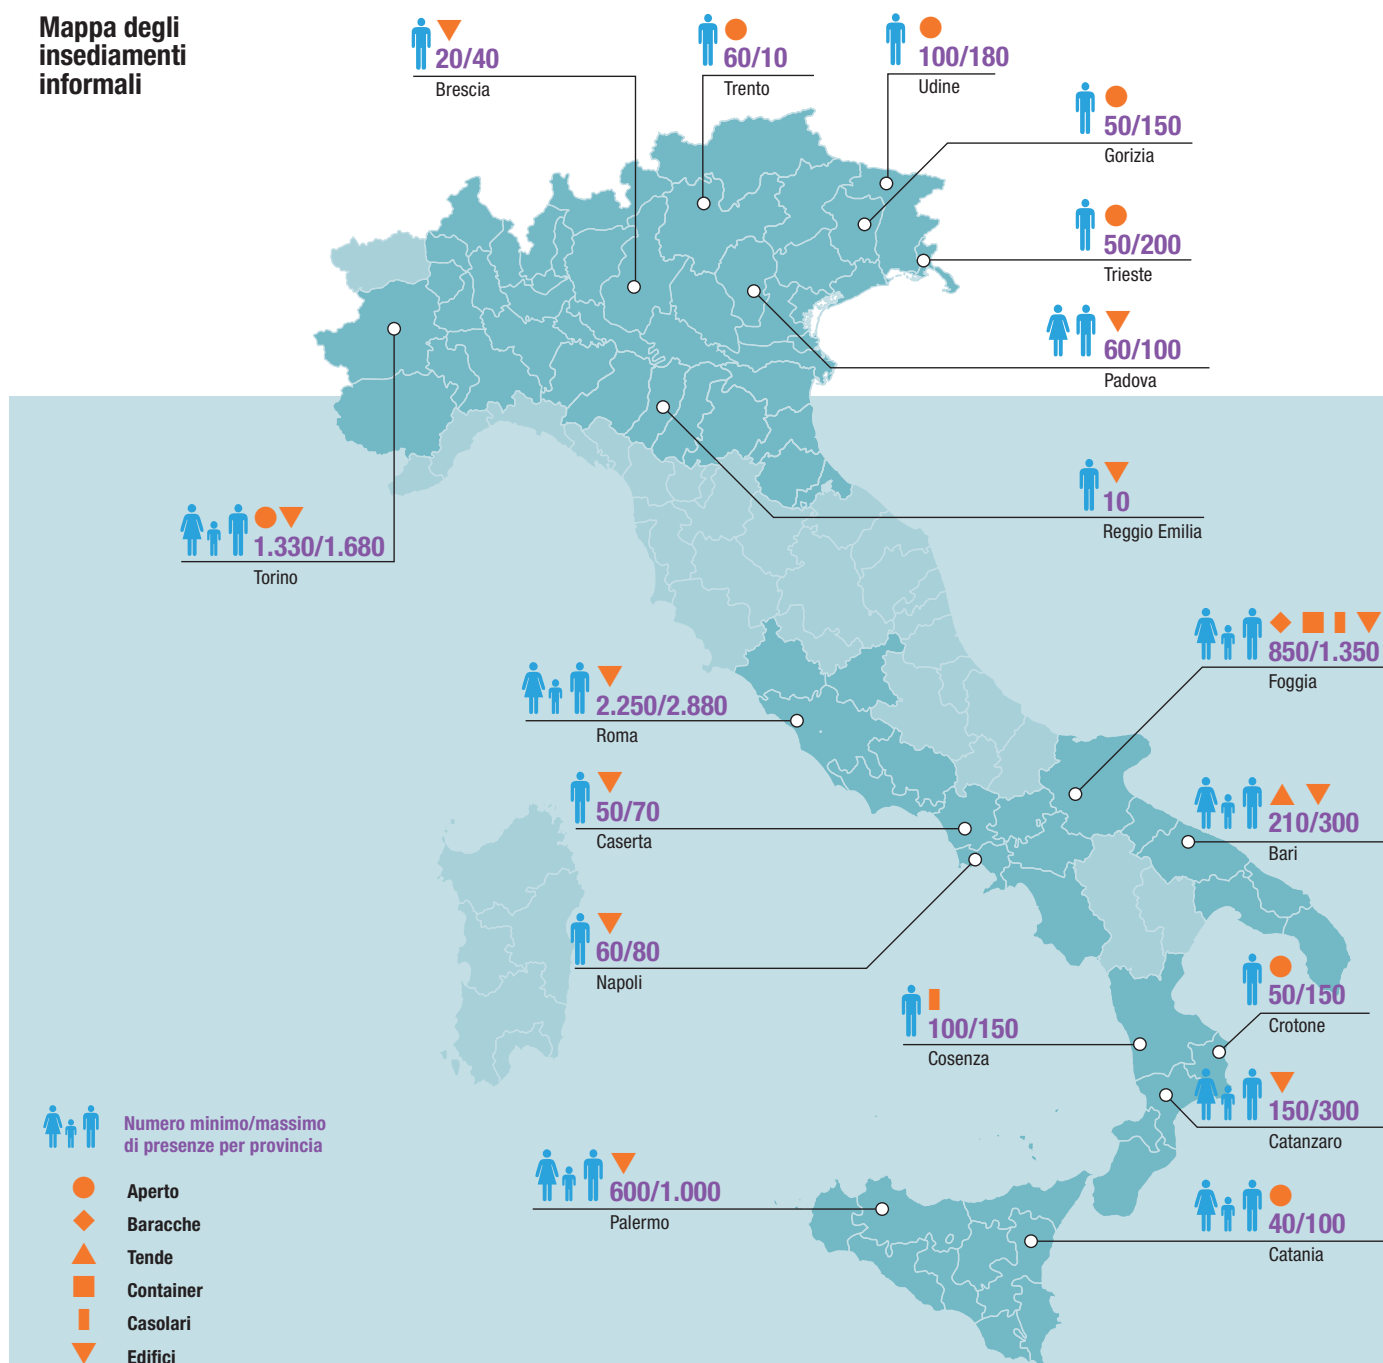 Mappa degli
insediamenti
informali
20/40
Brescia
60/10
Trento
100/180
Udine
50/150
Gorizia
50/200
Trieste
60/100
Padova
10
Reggio Emilia
1.330/1.680
Torino
850/1.350
Foggia
2.250/2.880
Roma
50/70
Caserta
210/300
Bari
60/80
Napoli
50/150
Crotone
100/150
Cosenza
150/300
Catanzaro
600/1.000
Palermo
40/100
Catania
Numero minimo/massimo
di presenze per provincia
Aperto
Baracche
Tende
Container
Casolari
Edifici